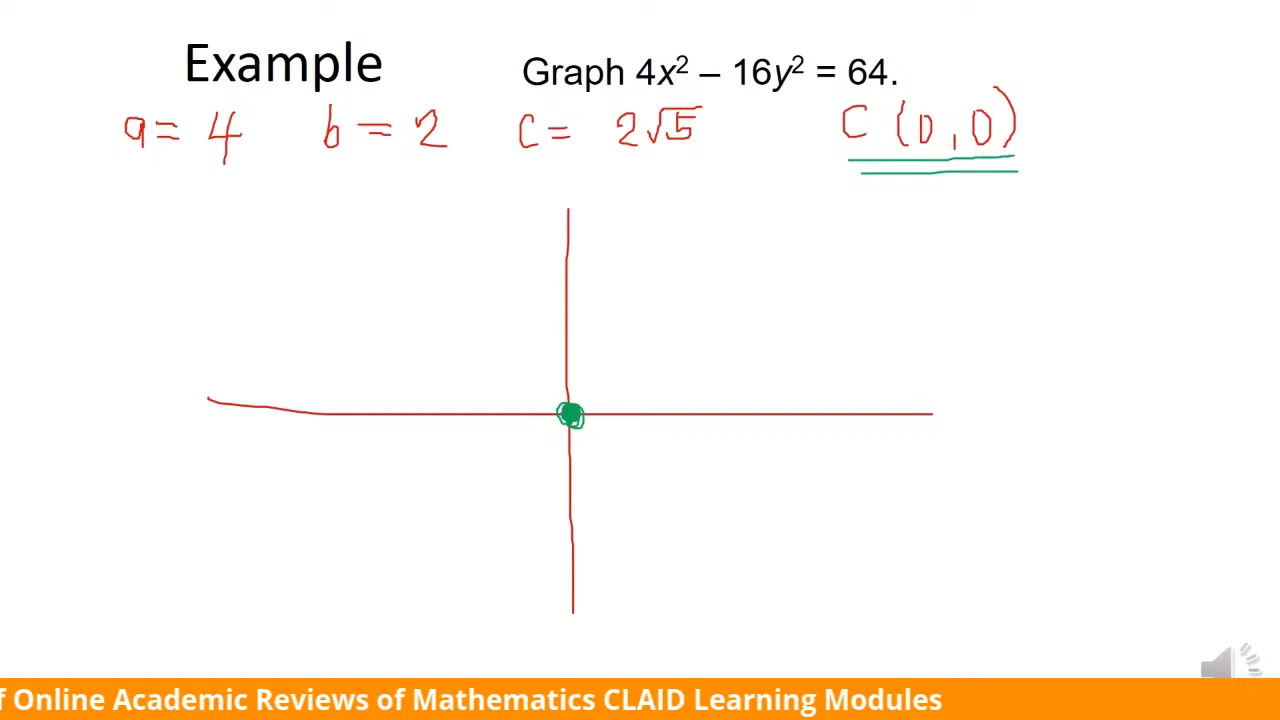 Example
Graph 4x² – 16y² = 64.
a = 4 b = 2 c = 2√5 C (0, 0)
f Online Academic Reviews of Mathematics CLAID Learning Modules